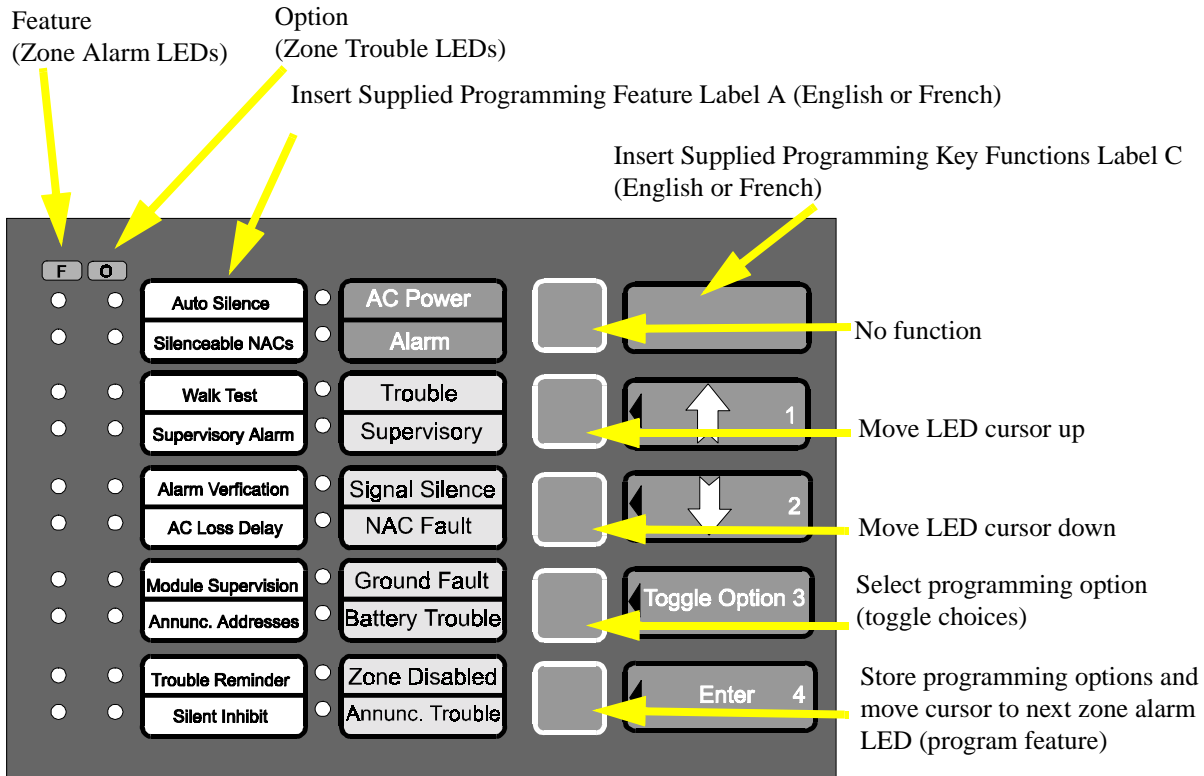 Feature
(Zone Alarm LEDs)
Option
(Zone Trouble LEDs)
Insert Supplied Programming Feature Label A (English or French)
Insert Supplied Programming Key Functions Label C
(English or French)
F O
Auto Silence
AC Power
Silenceable NACs
Alarm
No function
Walk Test
Trouble
1
Supervisory Alarm
Supervisory
Move LED cursor up
Alarm Verfication
Signal Silence
2
AC Loss Delay
NAC Fault
Move LED cursor down
Module Supervision
Ground Fault
Toggle Option 3
Select programming option
(toggle choices)
Annunc. Addresses
Battery Trouble
Trouble Reminder
Zone Disabled
Enter 4
Store programming options and
move cursor to next zone alarm
LED (program feature)
Silent Inhibit
Annunc. Trouble